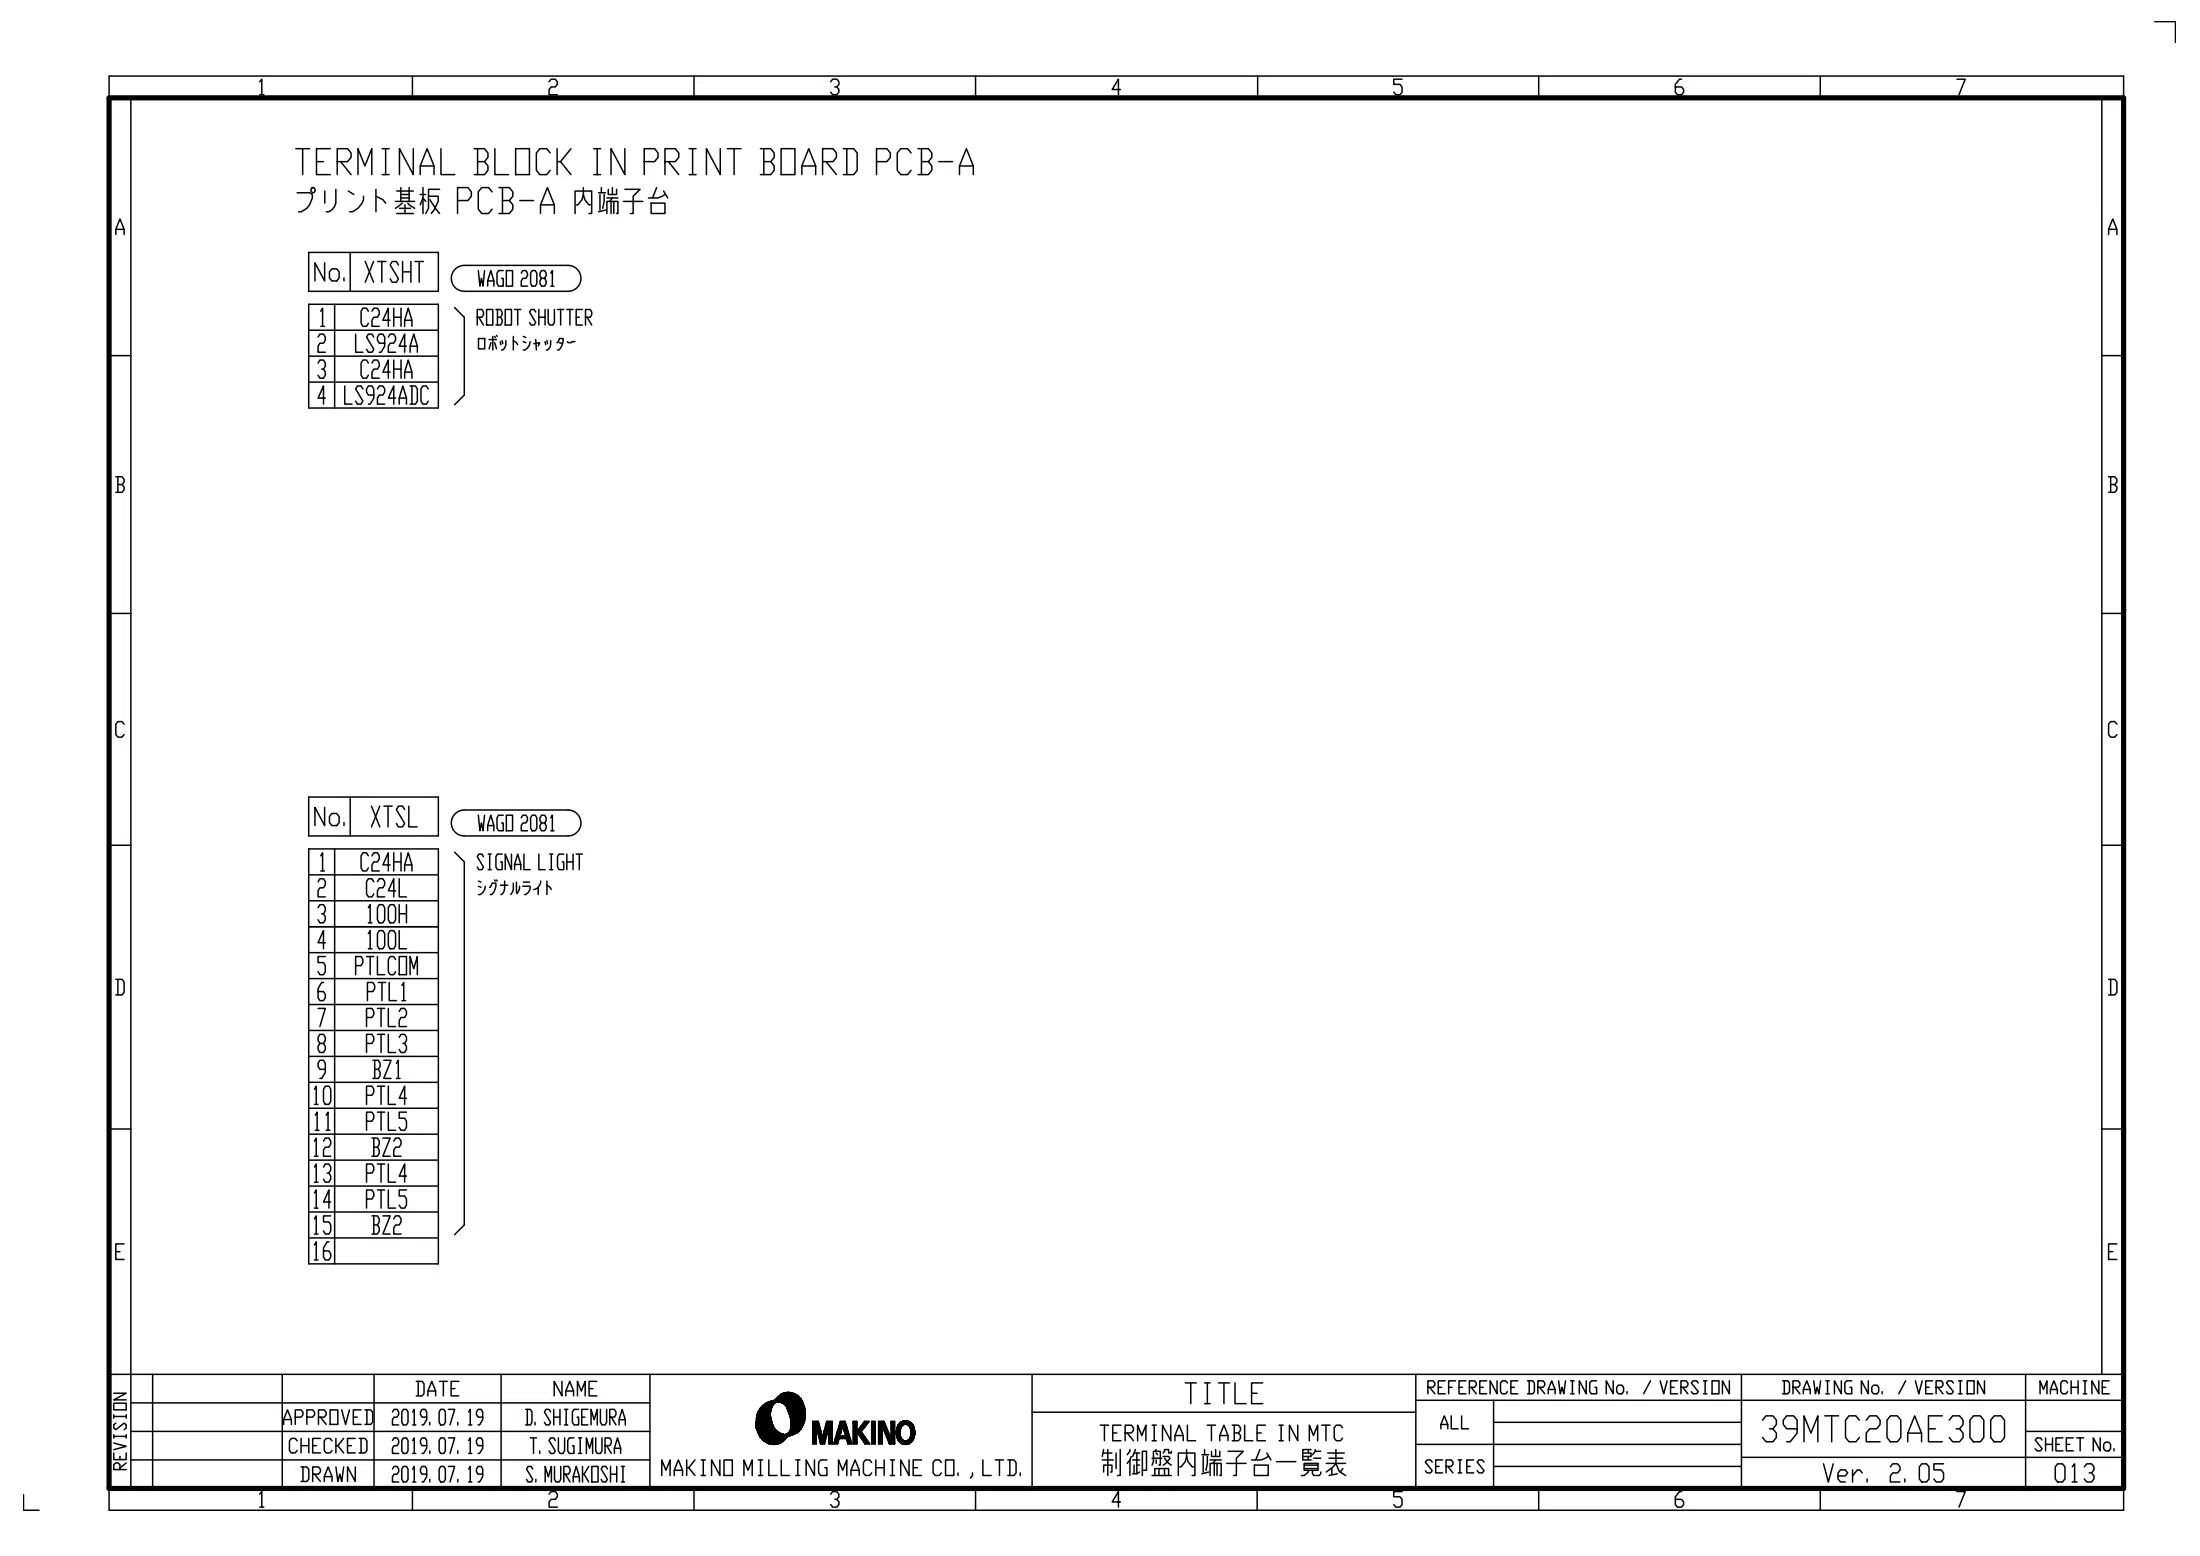 1 2 3 4 5 6 7
TERMINAL BLOCK IN PRINT BOARD PCB-A
プリント基板 PCB-A 内端子台
A A
No. XTSHT WAGO 2081
1 C24HA ROBOT SHUTTER
2 LS924A ロボットシャッター
3 C24HA
4 LS924ADC
B B
C C
No. XTSL WAGO 2081
1 C24HA SIGNAL LIGHT
2 C24L シグナルライト
3 100H
4 100L
5 PTLCOM
D D
6 PTL1
7 PTL2
8 PTL3
9 BZ1
10 PTL4
11 PTL5
12 BZ2
13 PTL4
14 PTL5
15 BZ2
16
E E
REVISION
DATE NAME
APPROVED 2019.07.19 D. SHIGEMURA
CHECKED 2019.07.19 T. SUGIMURA
DRAWN 2019.07.19 S. MURAKOSHI
MAKINO
MAKINO MILLING MACHINE CO.,LTD.
TITLE
TERMINAL TABLE IN MTC
制御盤内端子台一覧表
REFERENCE DRAWING No. / VERSION
ALL
SERIES
DRAWING No. / VERSION
39MTC20AE300
Ver. 2.05
MACHINE
SHEET No.
013
1 2 3 4 5 6 7